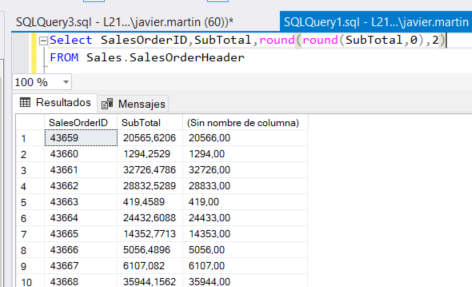 SQLQuery3.sql - L21...\javier.martin (60))*
SQLQuery1.sql - L21...\javier.mart
Select SalesOrderID,SubTotal,round(round(SubTotal,0),2)
FROM Sales.SalesOrderHeader
100 %
Resultados Mensajes
SalesOrderID SubTotal (Sin nombre de columna)
1 43659 20565,6206 20566,00
2 43660 1294,2529 1294,00
3 43661 32726,4786 32726,00
4 43662 28832,5289 28833,00
5 43663 419,4589 419,00
6 43664 24432,6088 24433,00
7 43665 14352,7713 14353,00
8 43666 5056,4896 5056,00
9 43667 6107,082 6107,00
10 43668 35944,1562 35944,00